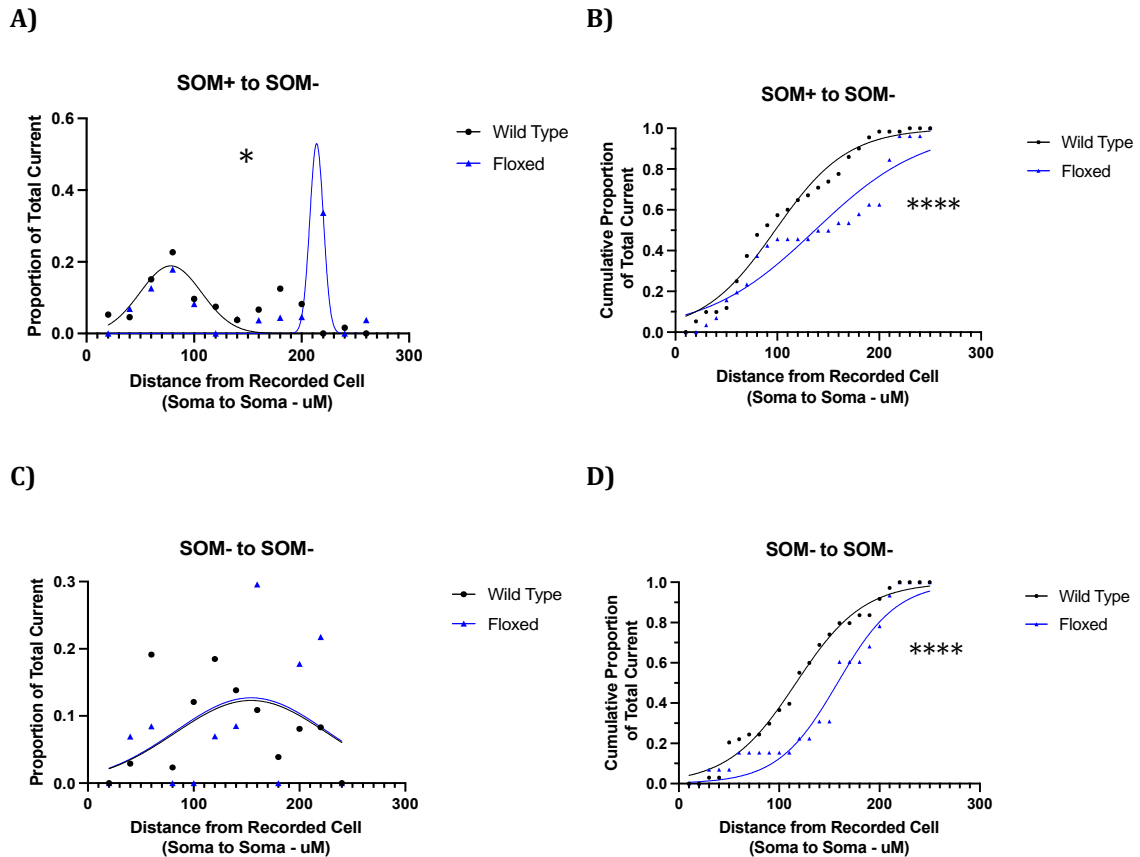 A)
SOM+ to SOM-
Proportion of Total Current
0.6
0.4
0.2
0.0
0
100
200
300
*
Distance from Recorded Cell
(Soma to Soma - uM)
Wild Type
Floxed
B)
SOM+ to SOM-
Cumulative Proportion
of Total Current
1.0
0.8
0.6
0.4
0.2
0.0
0
100
200
300
****
Distance from Recorded Cell
(Soma to Soma - uM)
Wild Type
Floxed
C)
SOM- to SOM-
Proportion of Total Current
0.3
0.2
0.1
0.0
0
100
200
300
Distance from Recorded Cell
(Soma to Soma - uM)
Wild Type
Floxed
D)
SOM- to SOM-
Cumulative Proportion
of Total Current
1.0
0.8
0.6
0.4
0.2
0.0
0
100
200
300
****
Distance from Recorded Cell
(Soma to Soma - uM)
Wild Type
Floxed